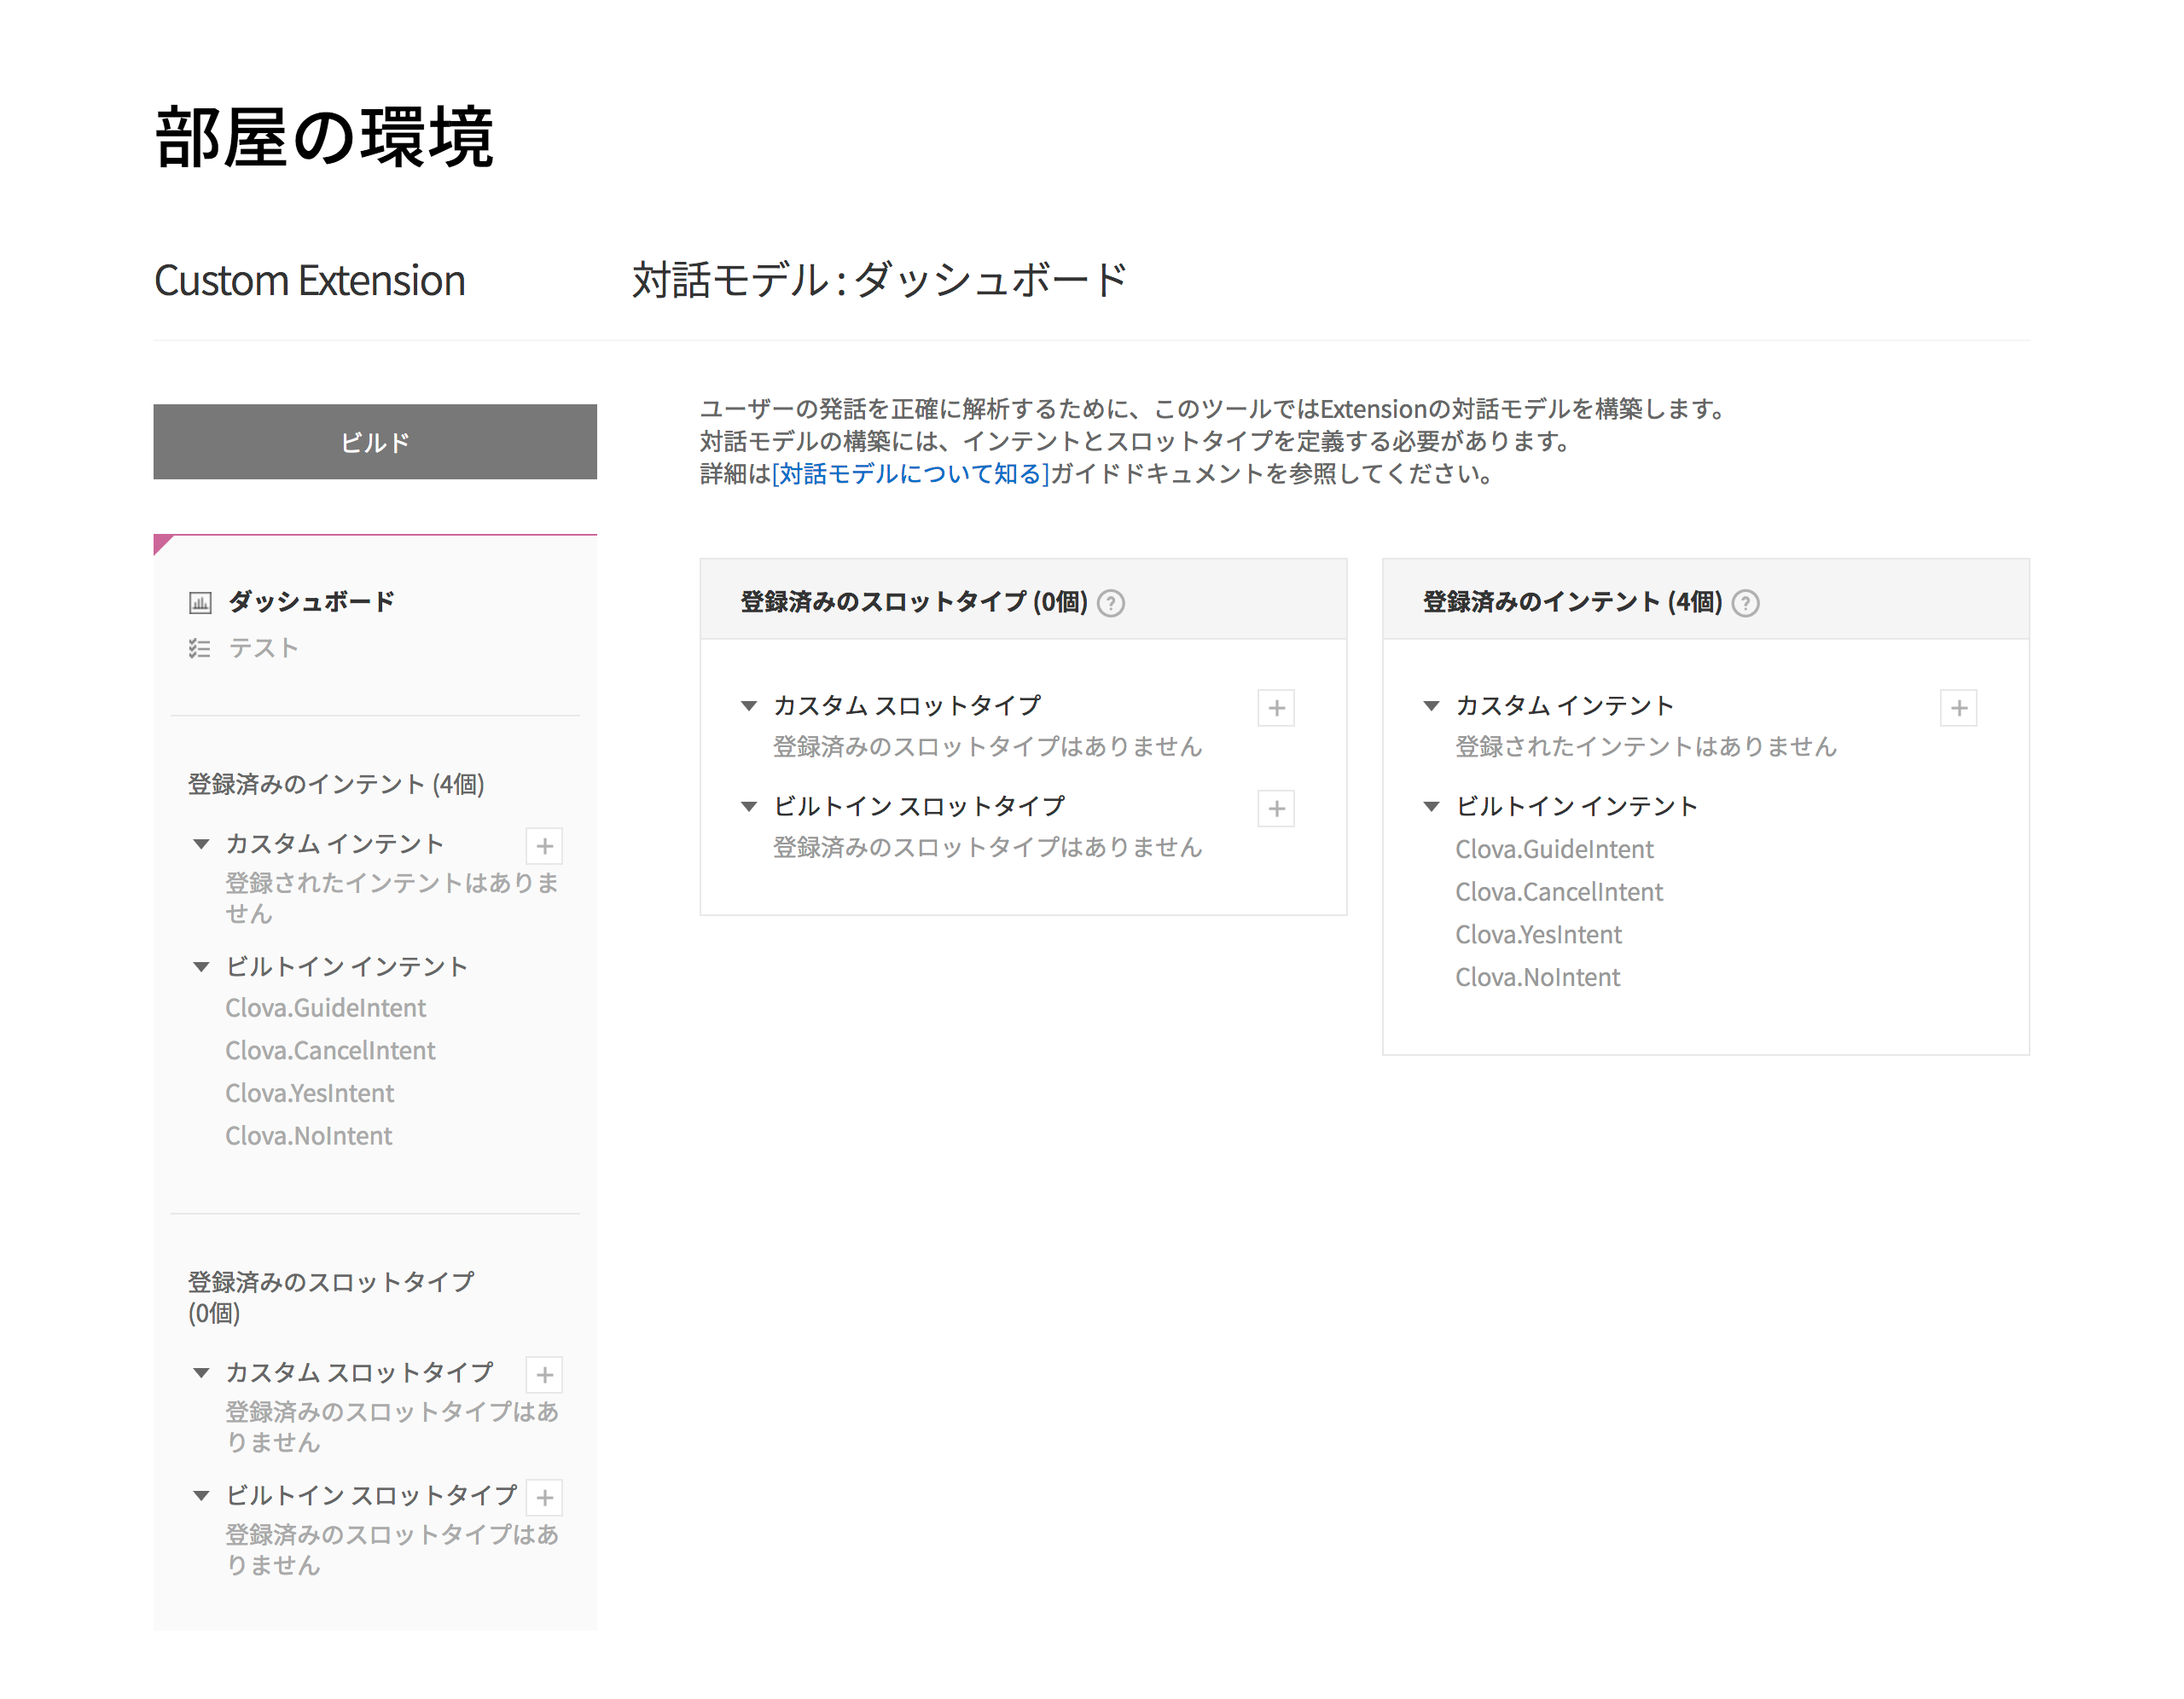 部屋の環境
Custom Extension
対話モデル : ダッシュボード
ビルド
ダッシュボード
テスト
登録済みのインテント (4個)
カスタム インテント
登録されたインテントはありま
せん
ビルトイン インテント
Clova.GuideIntent
Clova.CancelIntent
Clova.YesIntent
Clova.NoIntent
登録済みのスロットタイプ
(0個)
カスタム スロットタイプ
登録済みのスロットタイプはあ
りません
ビルトイン スロットタイプ
登録済みのスロットタイプはあ
りません
ユーザーの発話を正確に解析するために、このツールではExtensionの対話モデルを構築します。
対話モデルの構築には、インテントとスロットタイプを定義する必要があります。
詳細は[対話モデルについて知る]ガイドドキュメントを参照してください。
登録済みのスロットタイプ (0個) ?
カスタム スロットタイプ
登録済みのスロットタイプはありません
ビルトイン スロットタイプ
登録済みのスロットタイプはありません
登録済みのインテント (4個) ?
カスタム インテント
登録されたインテントはありません
ビルトイン インテント
Clova.GuideIntent
Clova.CancelIntent
Clova.YesIntent
Clova.NoIntent